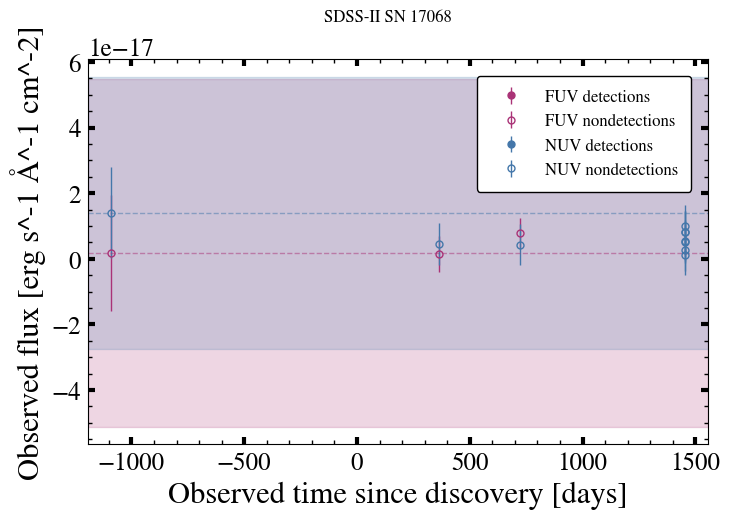 SDSS-II SN 17068
1e−17
6
4
2
0
−2
−4
Observed flux [erg s^-1 Å^-1 cm^-2]
FUV detections
FUV nondetections
NUV detections
NUV nondetections
−1000 −500 0 500 1000 1500
Observed time since discovery [days]